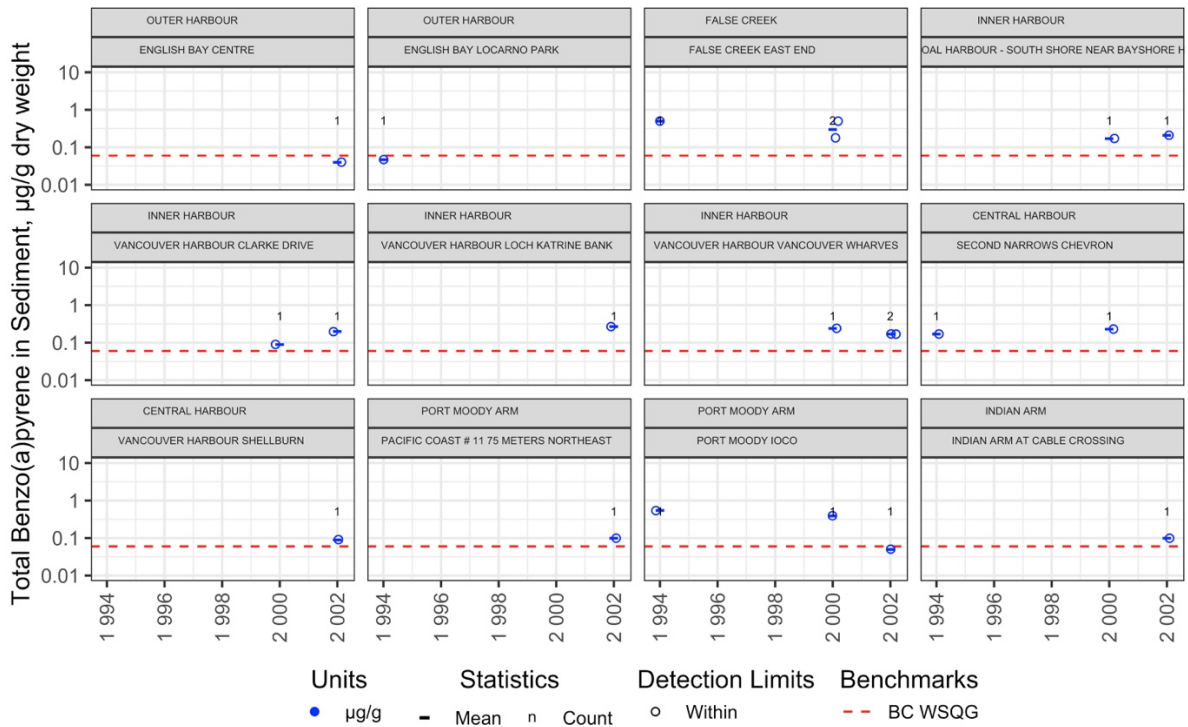 Total Benzo(a)pyrene in Sediment, µg/g dry weight
OUTER HARBOUR
ENGLISH BAY CENTRE
OUTER HARBOUR
ENGLISH BAY LOCARNO PARK
FALSE CREEK
FALSE CREEK EAST END
INNER HARBOUR
OAL HARBOUR - SOUTH SHORE NEAR BAYSHORE H
10
1
0.1
0.01
1
1
1
2
1
1
INNER HARBOUR
VANCOUVER HARBOUR CLARKE DRIVE
INNER HARBOUR
VANCOUVER HARBOUR LOCH KATRINE BANK
INNER HARBOUR
VANCOUVER HARBOUR VANCOUVER WHARVES
CENTRAL HARBOUR
SECOND NARROWS CHEVRON
10
1
0.1
0.01
1
1
1
1
2
1
1
CENTRAL HARBOUR
VANCOUVER HARBOUR SHELLBURN
PORT MOODY ARM
PACIFIC COAST # 11 75 METERS NORTHEAST
PORT MOODY ARM
PORT MOODY IOCO
INDIAN ARM
INDIAN ARM AT CABLE CROSSING
10
1
0.1
0.01
1
1
1
1
1
1
1 994
1 996
1 998
2 000
2 002
1 994
1 996
1 998
2 000
2 002
1 994
1 996
1 998
2 000
2 002
1 994
1 996
1 998
2 000
2 002
Units
µg/g
Statistics
Mean
n Count
Detection Limits
Within
Benchmarks
BC WSQG